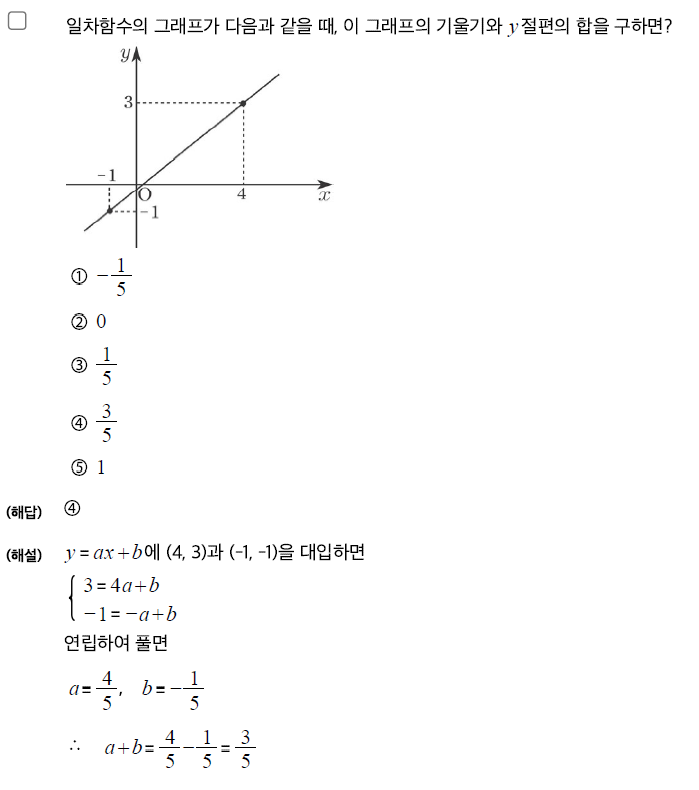 일차함수의 그래프가 다음과 같을 때, 이 그래프의 기울기와 y절편의 합을 구하면?
y
3
-1
O
4
x
-1
① -1/5
② 0
③ 1/5
④ 3/5
⑤ 1
(해답) ④
(해설) y=ax+b에 (4, 3)과 (-1, -1)을 대입하면
3=4a+b
-1=-a+b
연립하여 풀면
a=4/5, b=-1/5
∴ a+b=4/5-1/5=3/5